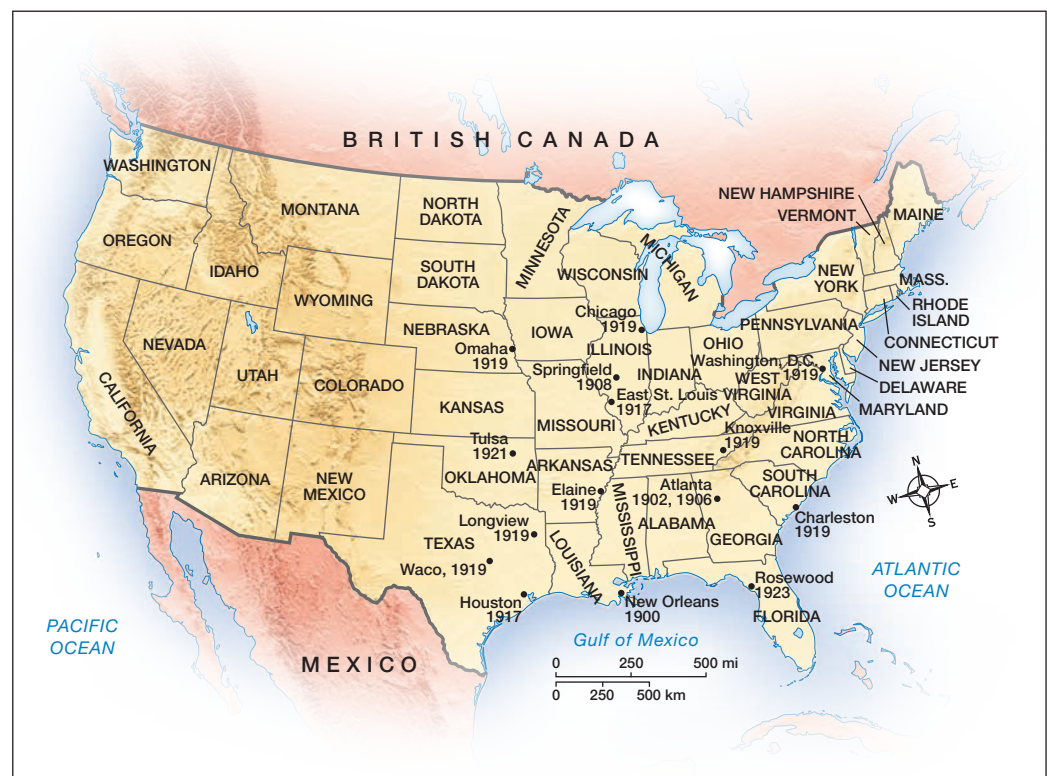 BRITISH CANADA
WASHINGTON
MONTANA
NORTH
DAKOTA
MINNESOTA
NEW HAMPSHIRE
VERMONT
MAINE
OREGON
IDAHO
SOUTH
DAKOTA
WISCONSIN
MICHIGAN
NEW
YORK
MASS.
RHODE
ISLAND
CONNECTICUT
NEW JERSEY
DELAWARE
MARYLAND
WYOMING
NEBRASKA
Omaha
1919
IOWA
Chicago
1919
ILLINOIS
Springfield
1908
INDIANA
OHIO
PENNSYLVANIA
Washington, D.C.
1919
NEVADA
UTAH
COLORADO
CALIFORNIA
KANSAS
MISSOURI
East St. Louis
1917
WEST
VIRGINIA
VIRGINIA
KENTUCKY
Knoxville
1919
NORTH
CAROLINA
Tulsa
1921
OKLAHOMA
ARKANSAS
TENNESSEE
SOUTH
CAROLINA
ARIZONA
NEW
MEXICO
Elaine
1919
MISSISSIPPI
Atlanta
1902, 1906
ALABAMA
GEORGIA
Charleston
1919
Longview
1919
TEXAS
Waco, 1919
LOUISIANA
Houston
1917
New Orleans
1900
Rosewood
1923
FLORIDA
N
E
S
W
ATLANTIC
OCEAN
PACIFIC
OCEAN
Gulf of Mexico
MEXICO
0 250 500 mi
0 250 500 km